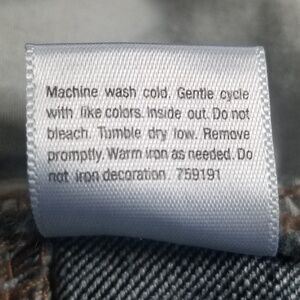 Machine wash cold. Gentle cycle
with like colors. Inside out. Do not
bleach. Tumble dry low. Remove
promptly. Warm iron as needed. Do
not iron decoration. 759191